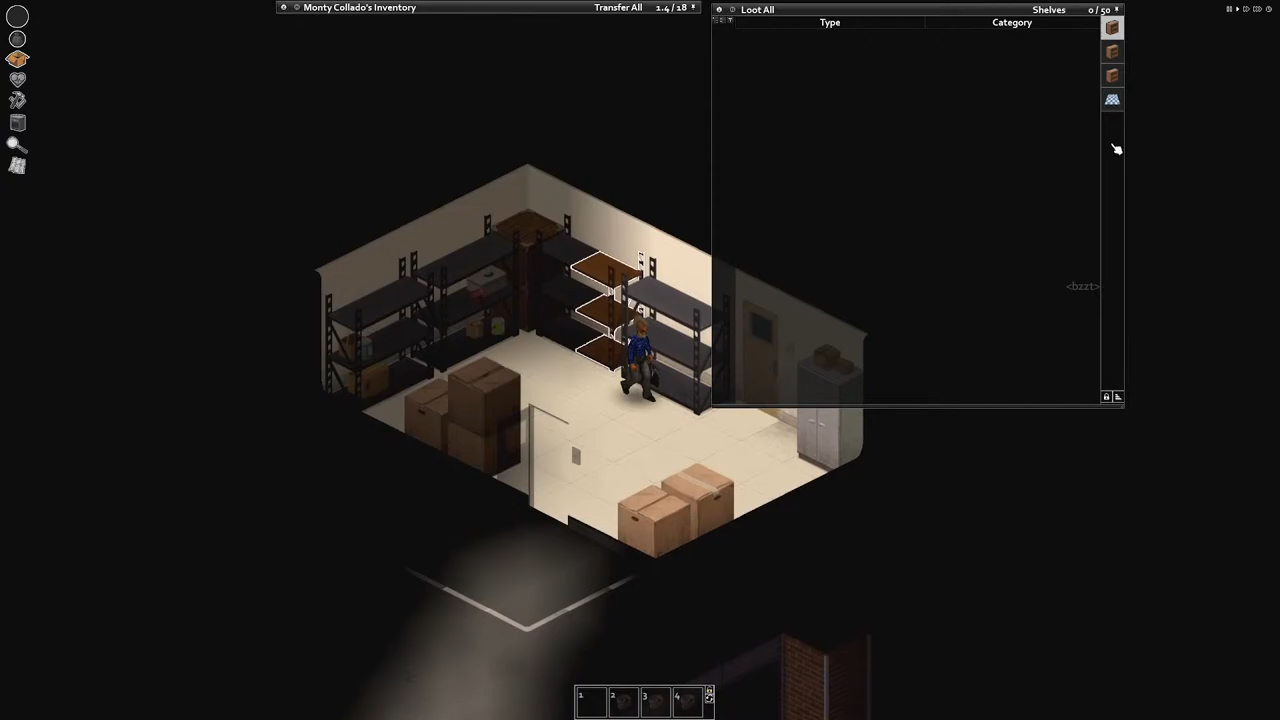 Monty Collado's Inventory Transfer All 1.4 / 18
Loot All Shelves 0 / 50
Type Category
<bzzt>
1 2 3 4